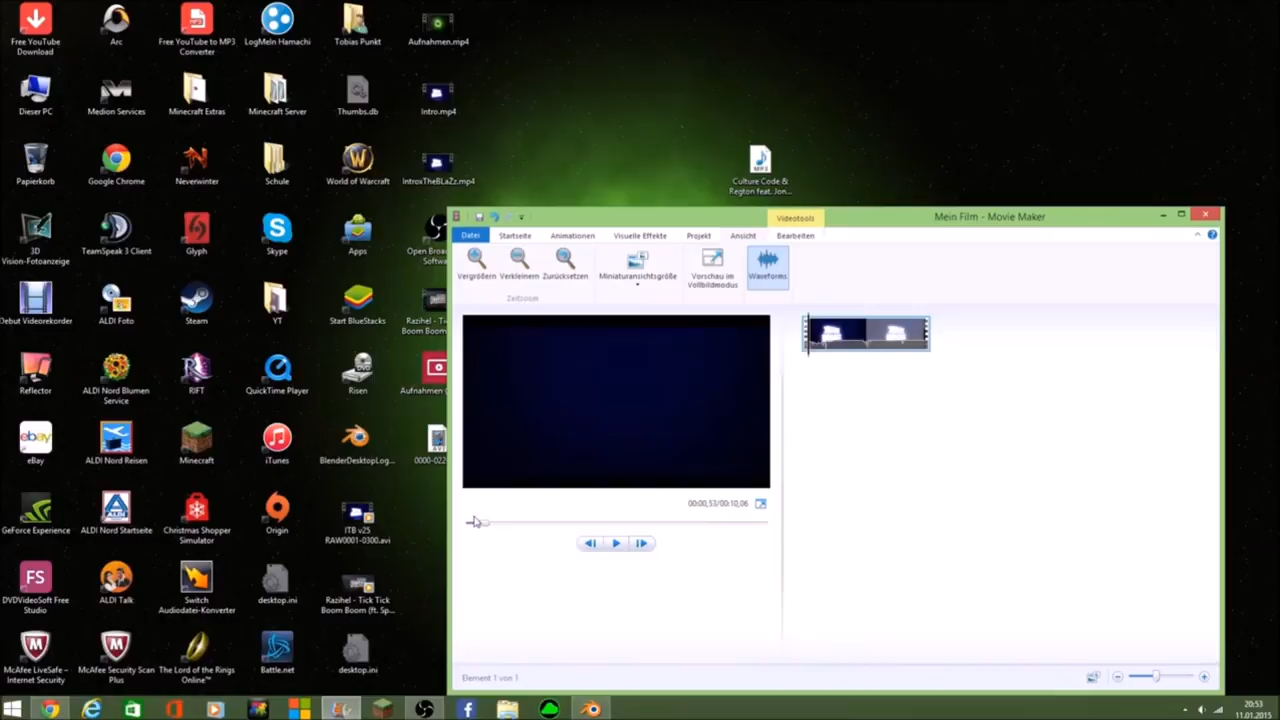 Free YouTube
Download
Arc
Free YouTube to MP3
Converter
LogMeIn Hamachi
Tobias Punkt
Aufnahmen.mp4
Dieser PC
Medion Services
Minecraft Extras
Minecraft Server
Thumbs.db
Intro.mp4
Culture Code &
Regton feat. Jon...
Papierkorb
Google Chrome
Neverwinter
Schule
World of Warcraft
IntroxTheBLaZz.mp4
3D
Vision-Fotoanzeige
TeamSpeak 3 Client
Glyph
Skype
Apps
Open Broa...
Softwa...
Debut Videorekorder
ALDI Foto
Steam
YT
Start BlueStacks
Razihel - Tick
Boom Boom
Reflector
ALDI Nord Blumen
Service
RIFT
QuickTime Player
Risen
Aufnahmen (
eBay
ALDI Nord Reisen
Minecraft
iTunes
BlenderDesktopLog...
0000-022
GeForce Experience
ALDI Nord Startseite
Christmas Shopper
Simulator
Origin
ITB v25
RAW0001-0300.avi
FS
DVDVideoSoft Free
Studio
ALDI Talk
Switch
Audiodatei-Konverter
desktop.ini
Razihel - Tick Tick
Boom Boom (ft. Sp...
McAfee LiveSafe –
Internet Security
McAfee Security Scan
Plus
The Lord of the Rings
Online™
Battle.net
desktop.ini
Videotools
Mein Film - Movie Maker
Datei
Startseite
Animationen
Visuelle Effekte
Projekt
Ansicht
Bearbeiten
Vergrößern
Verkleinern
Zurücksetzen
Miniaturansichtsgröße
Vorschau im
Vollbildmodus
Waveforms
Zeitzoom
00:00,53/00:10,06
Element 1 von 1
20:53
11.01.2015